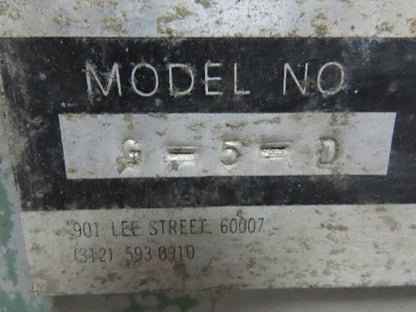 MODEL NO
G-5-D
901 LEE STREET, 60007
(312) 593-0910